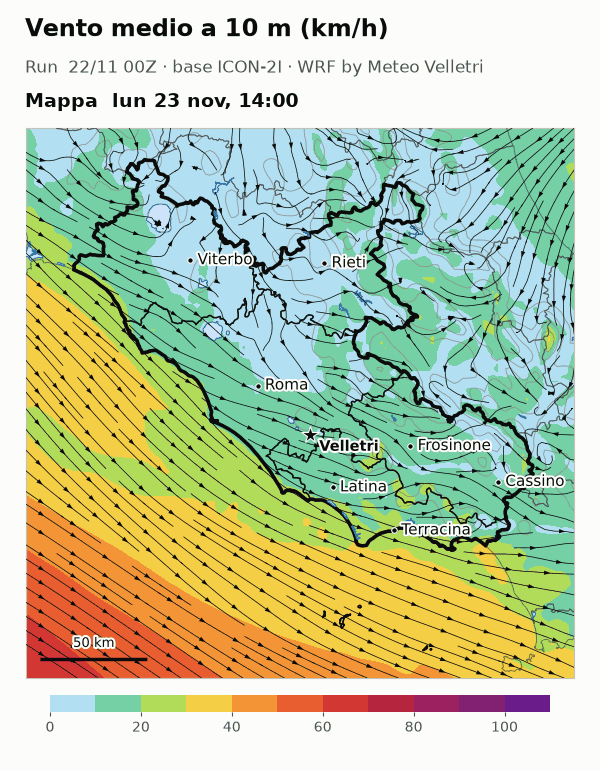 Vento medio a 10 m (km/h)
Run  22/11 00Z · base ICON-2I · WRF by Meteo Velletri
Mappa  lun 23 nov, 14:00
Viterbo
Rieti
Roma
Velletri
Frosinone
Latina
Cassino
Terracina
50 km
0 20 40 60 80 100